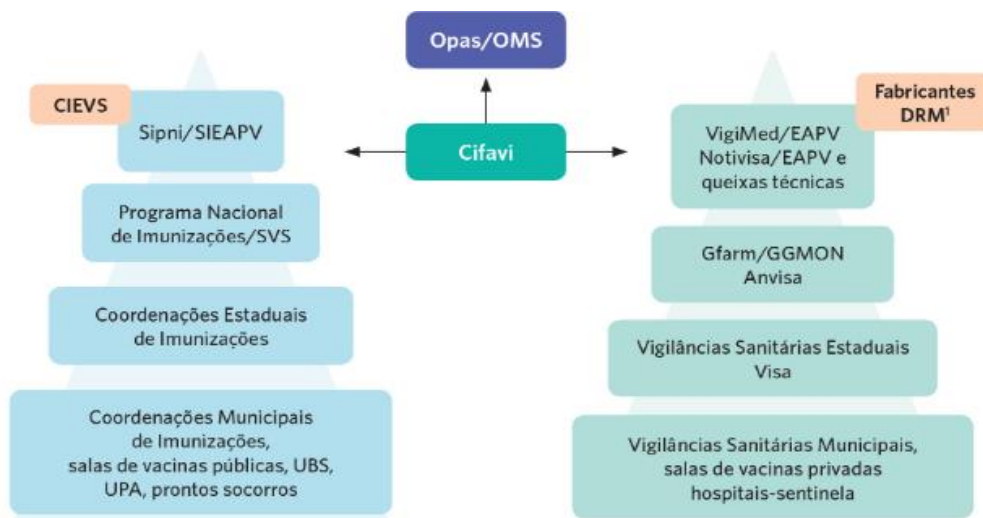 Opas/OMS
Cifavi
CIEVS
Sipni/SIEAPV
Programa Nacional
de Imunizações/SVS
Coordenações Estaduais
de Imunizações
Coordenações Municipais
de Imunizações,
salas de vacinas públicas, UBS,
UPA, prontos socorros
Fabricantes
DRM¹
VigiMed/EAPV
Notivisa/EAPV e
queixas técnicas
Gfarm/GGMON
Anvisa
Vigilâncias Sanitárias Estaduais
Visa
Vigilâncias Sanitárias Municipais,
salas de vacinas privadas
hospitais-sentinela